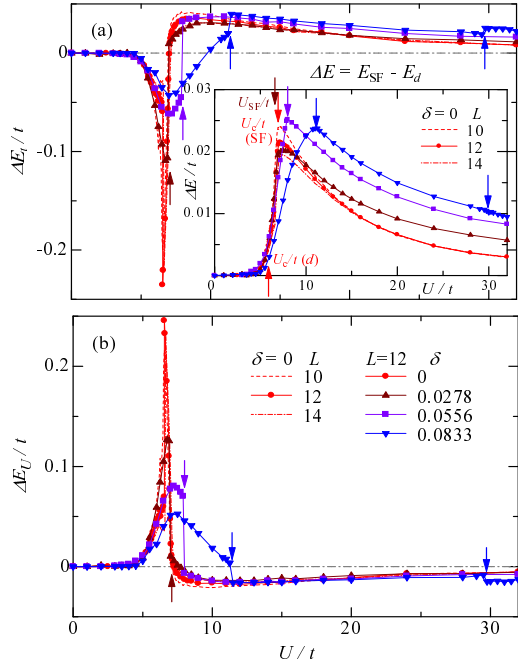 (a)
0
-0.1
-0.2
ΔE_t / t
ΔE = E_SF - E_d
0.03
0.02
0.01
0
ΔE / t
U_SF/t
U_c/t
(SF)
U_c/t (d)
δ = 0 L
10
12
14
0 10 20 30
U / t
(b)
0.2
0.1
0
ΔE_U / t
δ = 0 L
10
12
14
L=12 δ
0
0.0278
0.0556
0.0833
0 10 20 30
U / t